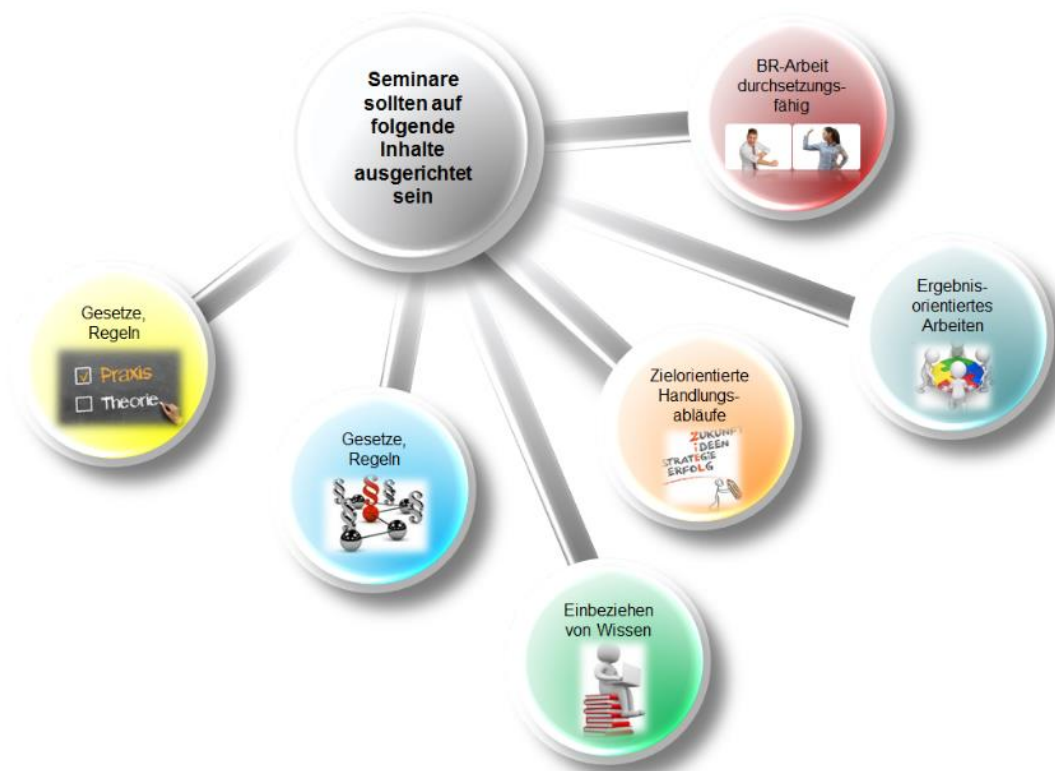 Seminare
sollten auf
folgende
Inhalte
ausgerichtet
sein
BR-Arbeit
durchsetzungs-
fähig
Ergebnis-
orientiertes
Arbeiten
Zielorientierte
Handlungs-
abläufe
ZUKUNFT
IDEEN
STRATEGIE
ERFOLG
Einbeziehen
von Wissen
Gesetze,
Regeln
§ § § § §
Gesetze,
Regeln
Praxis
Theorie